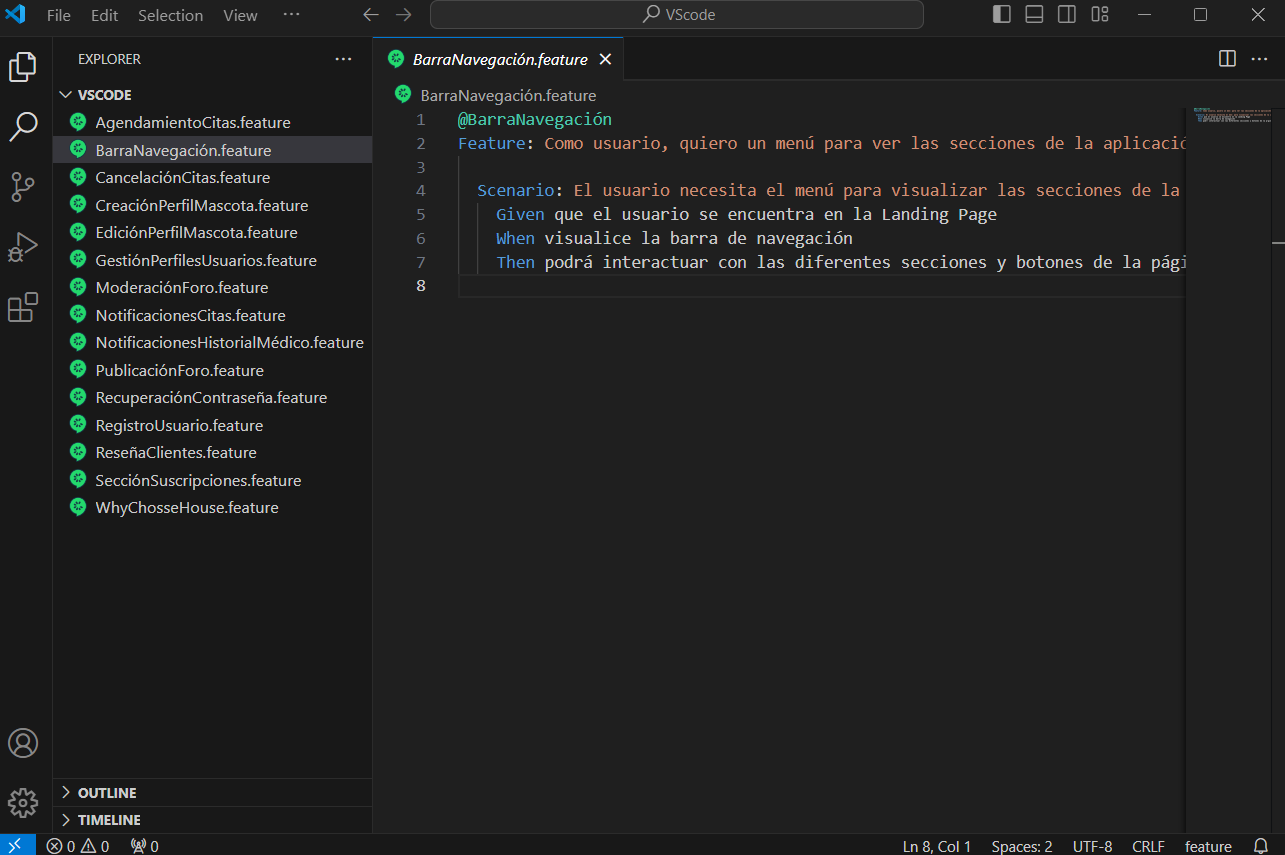 File Edit Selection View ··· VScode
EXPLORER ···
VSCODE
AgendamientoCitas.feature
BarraNavegación.feature
CancelaciónCitas.feature
CreaciónPerfilMascota.feature
EdiciónPerfilMascota.feature
GestiónPerfilesUsuarios.feature
ModeraciónForo.feature
NotificacionesCitas.feature
NotificacionesHistorialMédico.feature
PublicaciónForo.feature
RecuperaciónContraseña.feature
RegistroUsuario.feature
ReseñaClientes.feature
SecciónSuscripciones.feature
WhyChosseHouse.feature
OUTLINE
TIMELINE
BarraNavegación.feature
BarraNavegación.feature
1 @BarraNavegación
2 Feature: Como usuario, quiero un menú para ver las secciones de la aplicació
3
4 Scenario: El usuario necesita el menú para visualizar las secciones de la
5 Given que el usuario se encuentra en la Landing Page
6 When visualice la barra de navegación
7 Then podrá interactuar con las diferentes secciones y botones de la pági
8
0 0 0 Ln 8, Col 1 Spaces: 2 UTF-8 CRLF feature